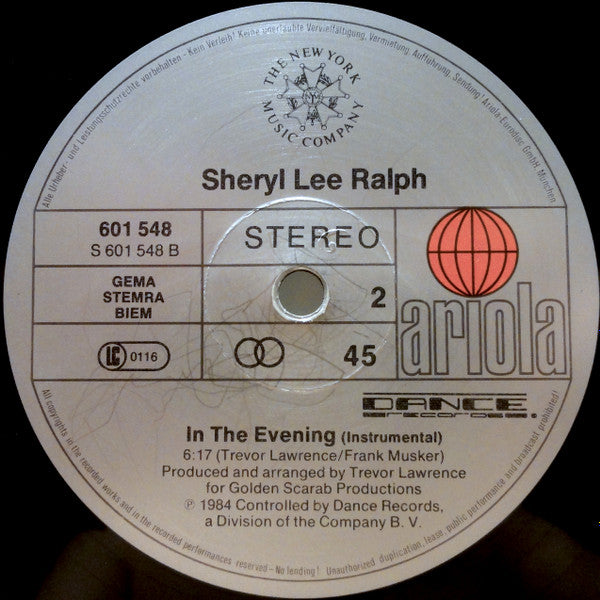 Alle Urheber- und Leistungsschutzrechte vorbehalten - Kein Verleih! Keine unerlaubte Vervielfältigung, Vermietung, Aufführung, Sendung! Ariola-Eurodisc GmbH, München.
THE NEW YORK
MUSIC COMPANY
Sheryl Lee Ralph
601 548
S 601 548 B
STEREO
GEMA
STEMRA
BIEM
2
ariola
LC 0116
45
DANCE
records
In The Evening (Instrumental)
6:17 (Trevor Lawrence/Frank Musker)
Produced and arranged by Trevor Lawrence
for Golden Scarab Productions
℗ 1984 Controlled by Dance Records,
a Division of the Company B. V.
All copyrights in the recorded works and in the recorded performances reserved - No lending! Unauthorized duplication, lease, public performance and broadcast prohibited!